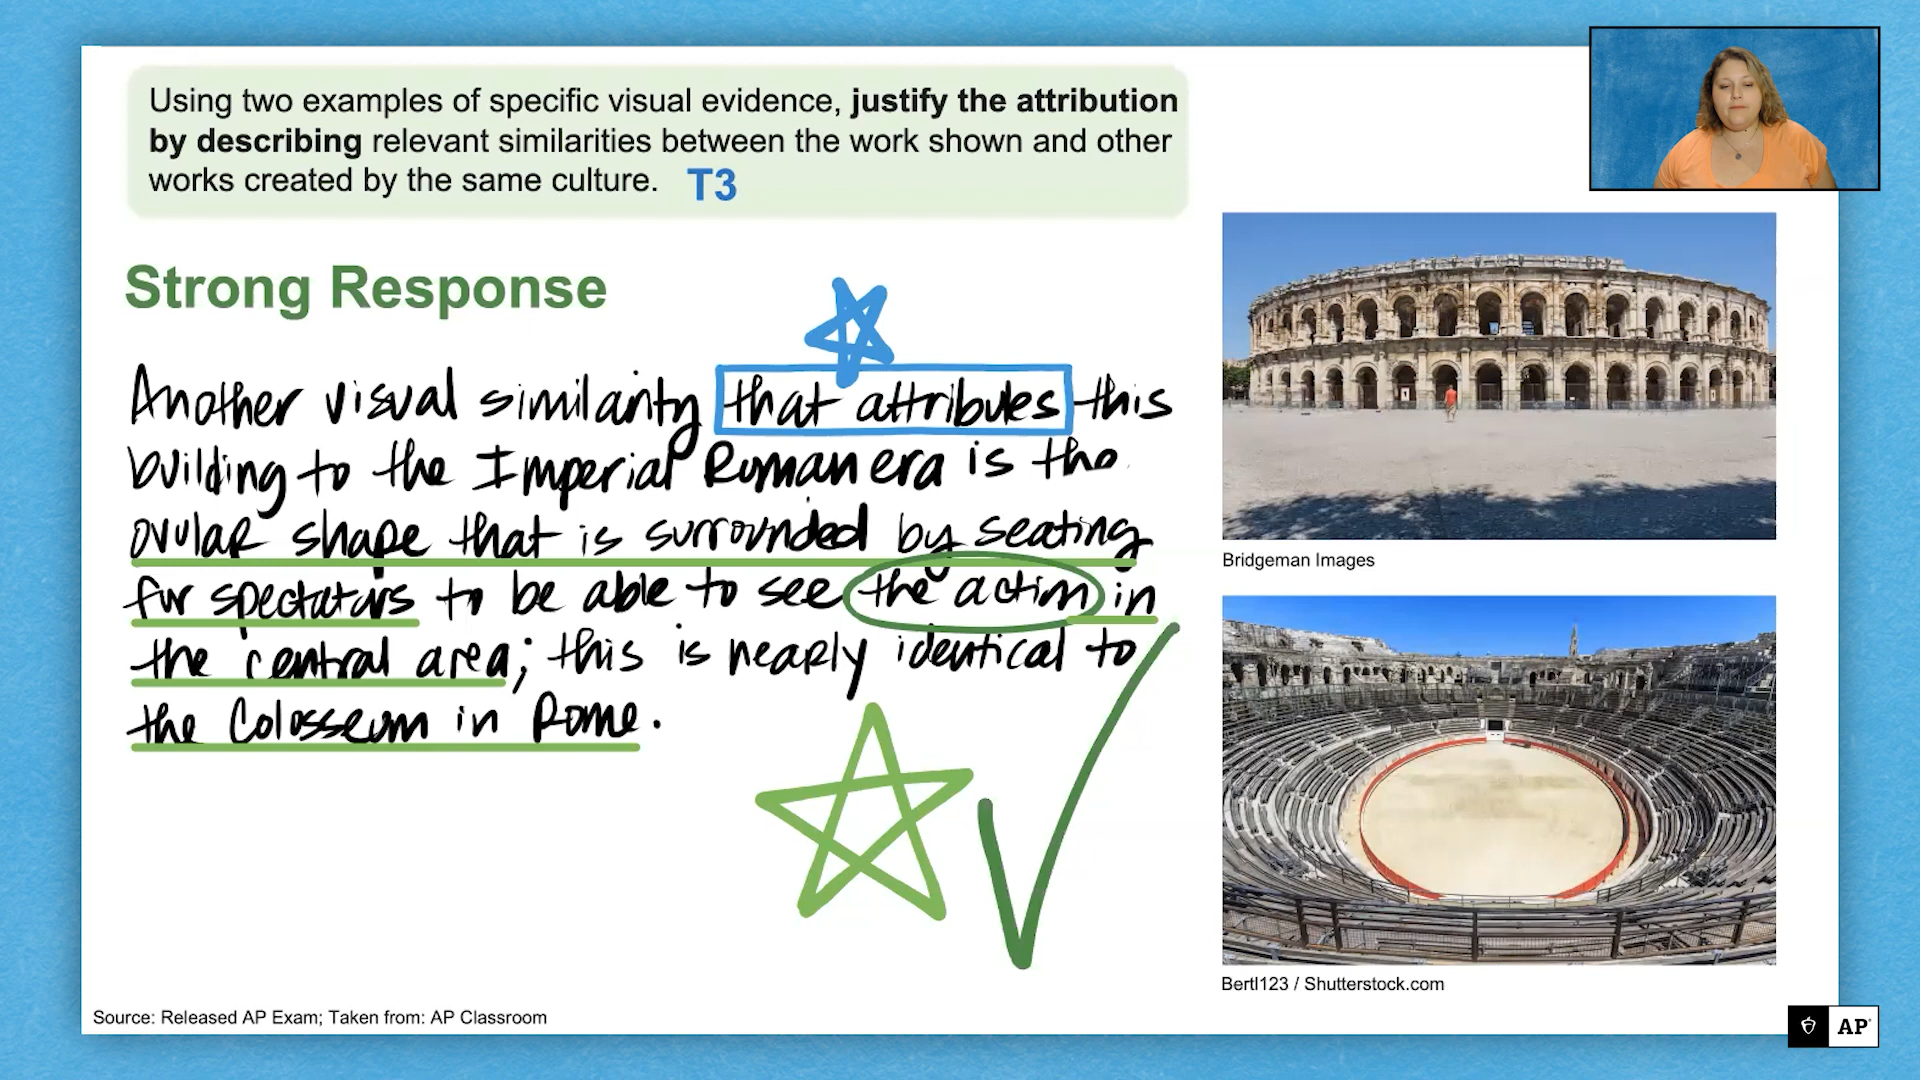 Using two examples of specific visual evidence, justify the attribution
by describing relevant similarities between the work shown and other
works created by the same culture. T3
Strong Response
Another visual similarity that attributes this
building to the Imperial Roman era is the
ovular shape that is surrounded by seating
for spectators to be able to see the action in
the central area; this is nearly identical to
the Colosseum in Rome.
Bridgeman Images
Bertl123 / Shutterstock.com
Source: Released AP Exam; Taken from: AP Classroom
AP